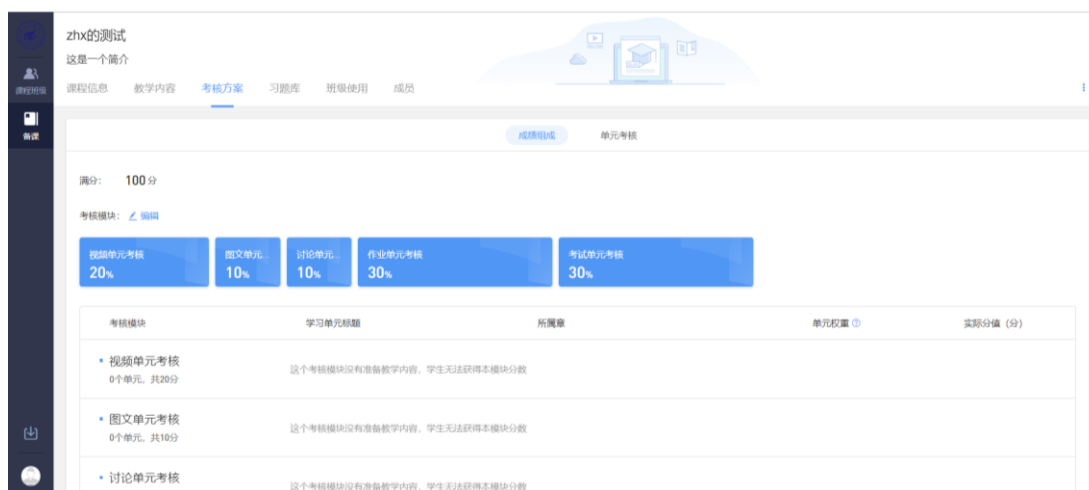 zhx的测试
这是一个简介
课程信息 教学内容 考核方案 习题库 班级使用 成员
课程班级
备课
成绩组成 单元考核
满分： 100 分
考核模块： 编辑
视频单元考核 图文单元... 讨论单元... 作业单元考核 考试单元考核
20% 10% 10% 30% 30%
考核模块 学习单元标题 所属章 单元权重 实际分值（分）
视频单元考核
0个单元，共20分
这个考核模块没有准备教学内容，学生无法获得本模块分数
图文单元考核
0个单元，共10分
这个考核模块没有准备教学内容，学生无法获得本模块分数
讨论单元考核
这个考核模块没有准备教学内容，学生无法获得本模块分数